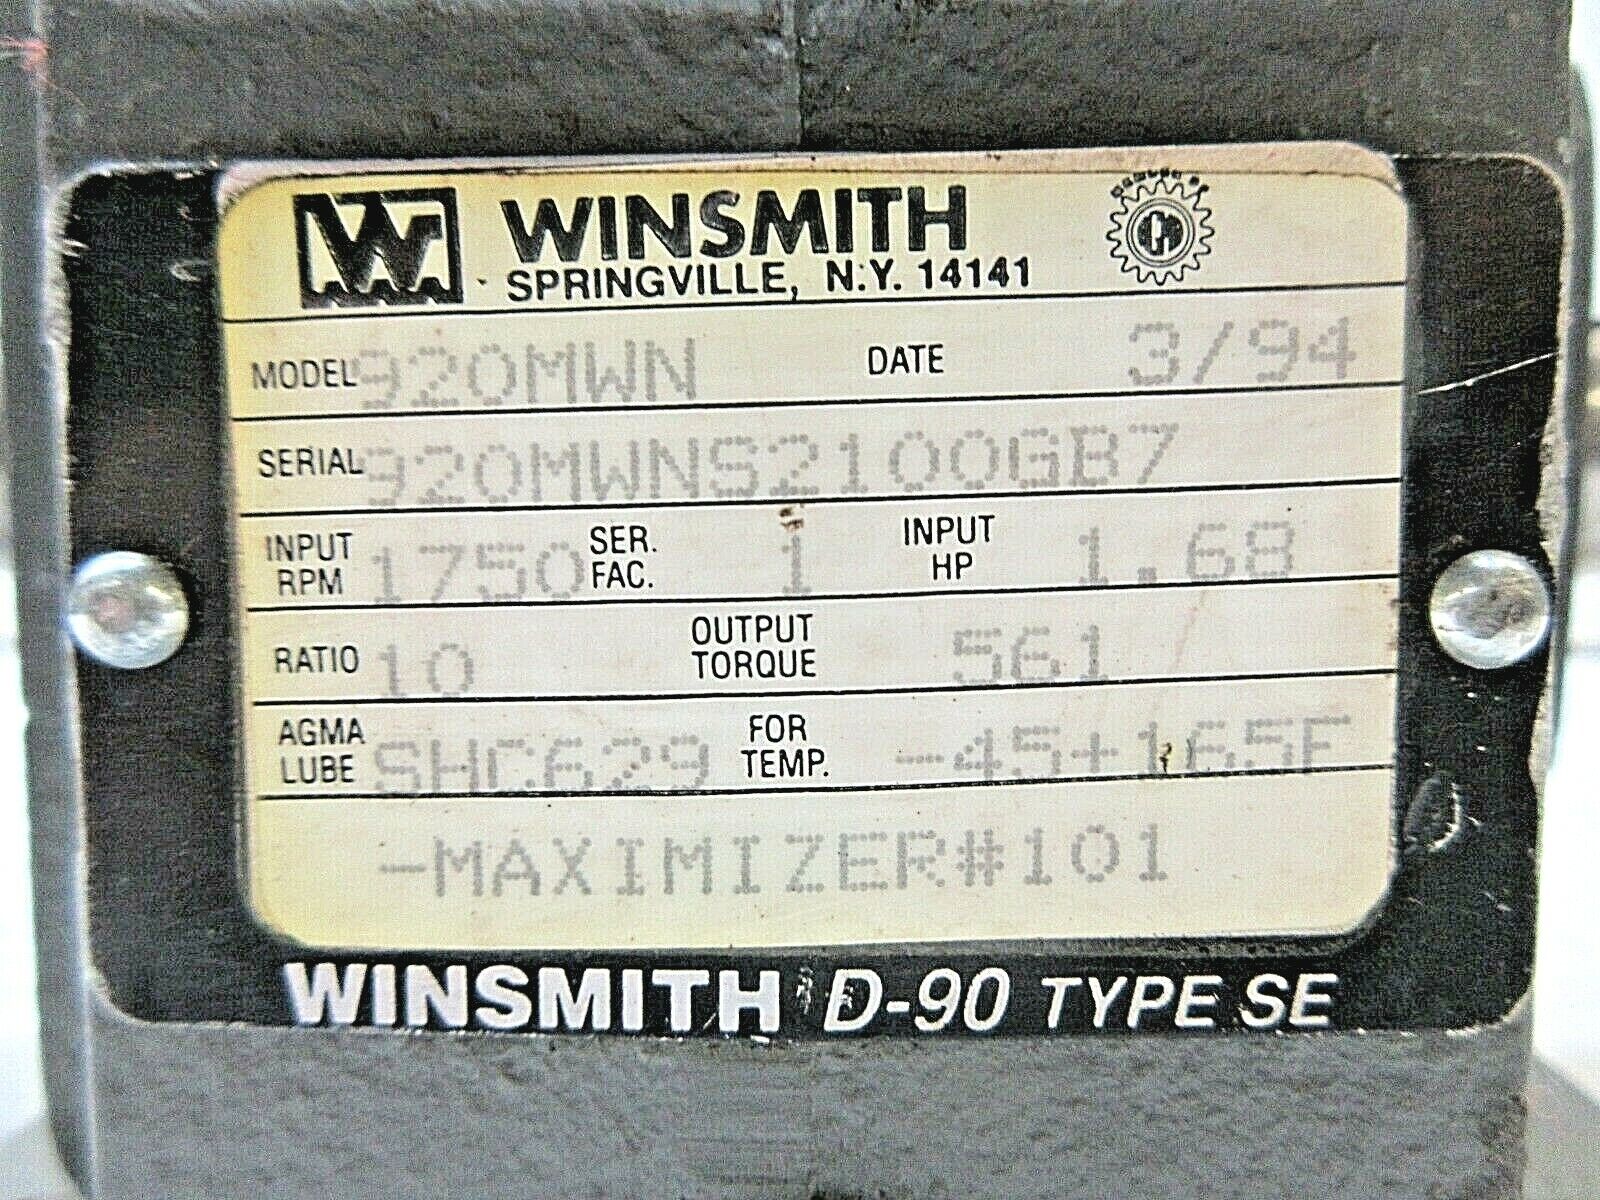 W WINSMITH
SPRINGVILLE, N.Y. 14141
MODEL 920MWN DATE 3/94
SERIAL 920MWNS2100GB7
INPUT RPM 1750 SER. FAC. 1 INPUT HP 1.68
RATIO 10 OUTPUT TORQUE 561
AGMA LUBE SHC629 FOR TEMP. -45+165F
-MAXIMIZER#101
WINSMITH D-90 TYPE SE